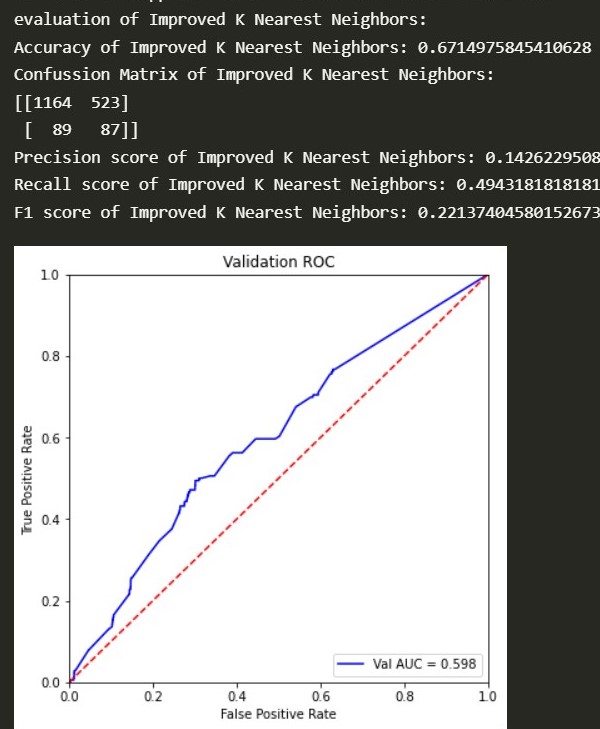 evaluation of Improved K Nearest Neighbors:
Accuracy of Improved K Nearest Neighbors: 0.6714975845410628
Confussion Matrix of Improved K Nearest Neighbors:
[[1164  523]
 [  89   87]]
Precision score of Improved K Nearest Neighbors: 0.1426229508
Recall score of Improved K Nearest Neighbors: 0.4943181818181
F1 score of Improved K Nearest Neighbors: 0.22137404580152673
Validation ROC
1.0
0.8
0.6
0.4
0.2
0.0
True Positive Rate
Val AUC = 0.598
0.0 0.2 0.4 0.6 0.8 1.0
False Positive Rate